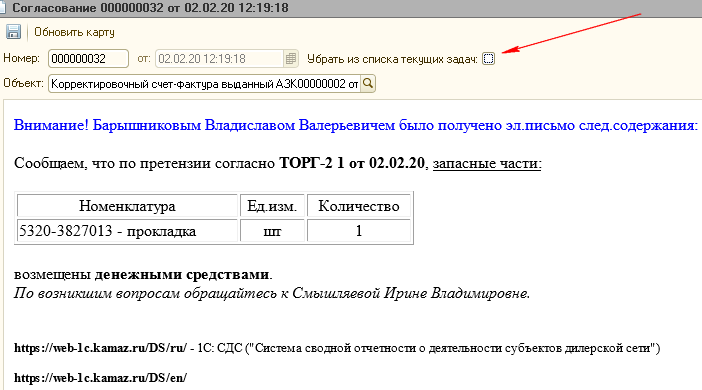 Согласование 000000032 от 02.02.20 12:19:18
Обновить карту
Номер: 000000032 от: 02.02.20 12:19:18 Убрать из списка текущих задач:
Объект: Корректировочный счет-фактура выданный АЗК00000002 от
Внимание! Барышниковым Владиславом Валерьевичем было получено эл.письмо след.содержания:
Сообщаем, что по претензии согласно ТОРГ-2 1 от 02.02.20, запасные части:
Номенклатура Ед.изм. Количество
5320-3827013 - прокладка шт 1
возмещены денежными средствами.
По возникшим вопросам обращайтесь к Смышляевой Ирине Владимировне.
https://web-1c.kamaz.ru/DS/ru/ - 1С: СДС ("Система сводной отчетности о деятельности субъектов дилерской сети")
https://web-1c.kamaz.ru/DS/en/